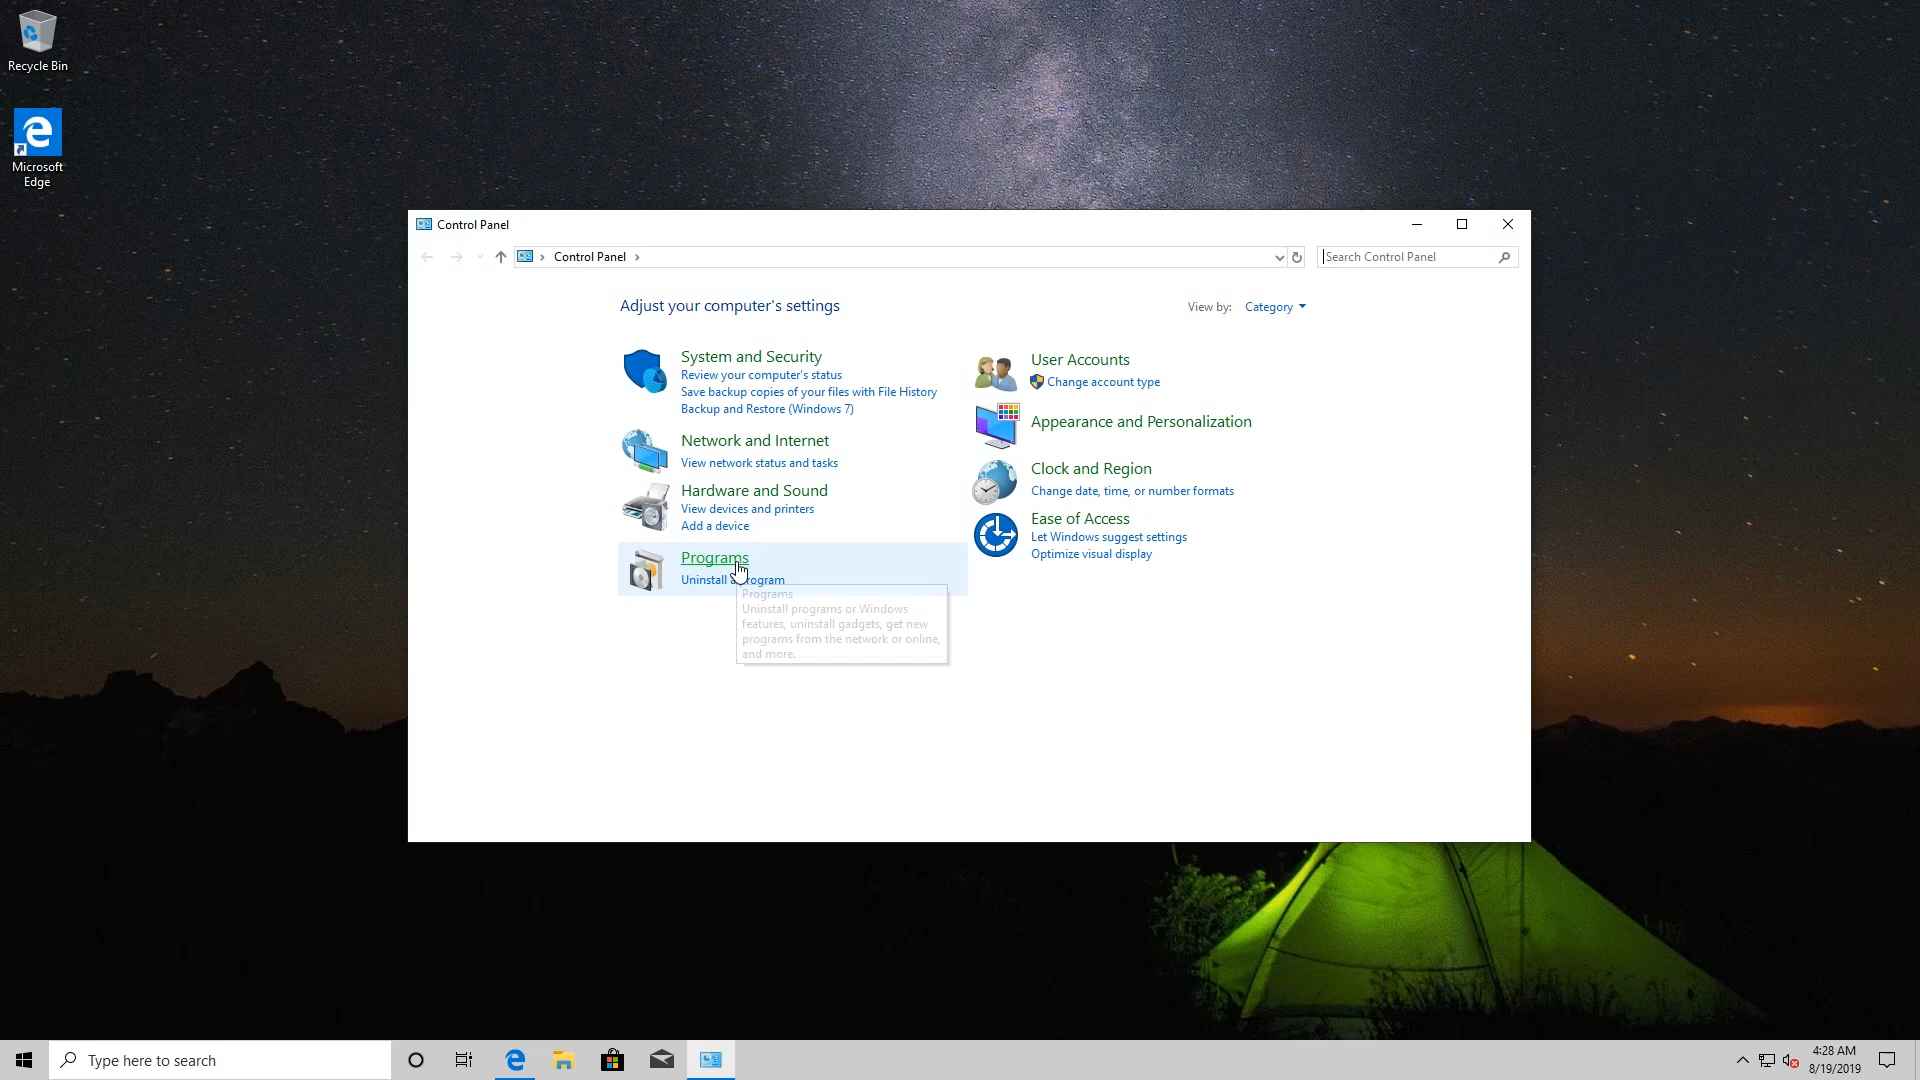 Recycle Bin
Microsoft
Edge
Control Panel
Control Panel
Search Control Panel
Adjust your computer's settings
View by: Category
System and Security
Review your computer's status
Save backup copies of your files with File History
Backup and Restore (Windows 7)
Network and Internet
View network status and tasks
Hardware and Sound
View devices and printers
Add a device
Programs
Uninstall a program
Programs
Uninstall programs or Windows
features, uninstall gadgets, get new
programs from the network or online,
and more.
User Accounts
Change account type
Appearance and Personalization
Clock and Region
Change date, time, or number formats
Ease of Access
Let Windows suggest settings
Optimize visual display
Type here to search
4:28 AM
8/19/2019